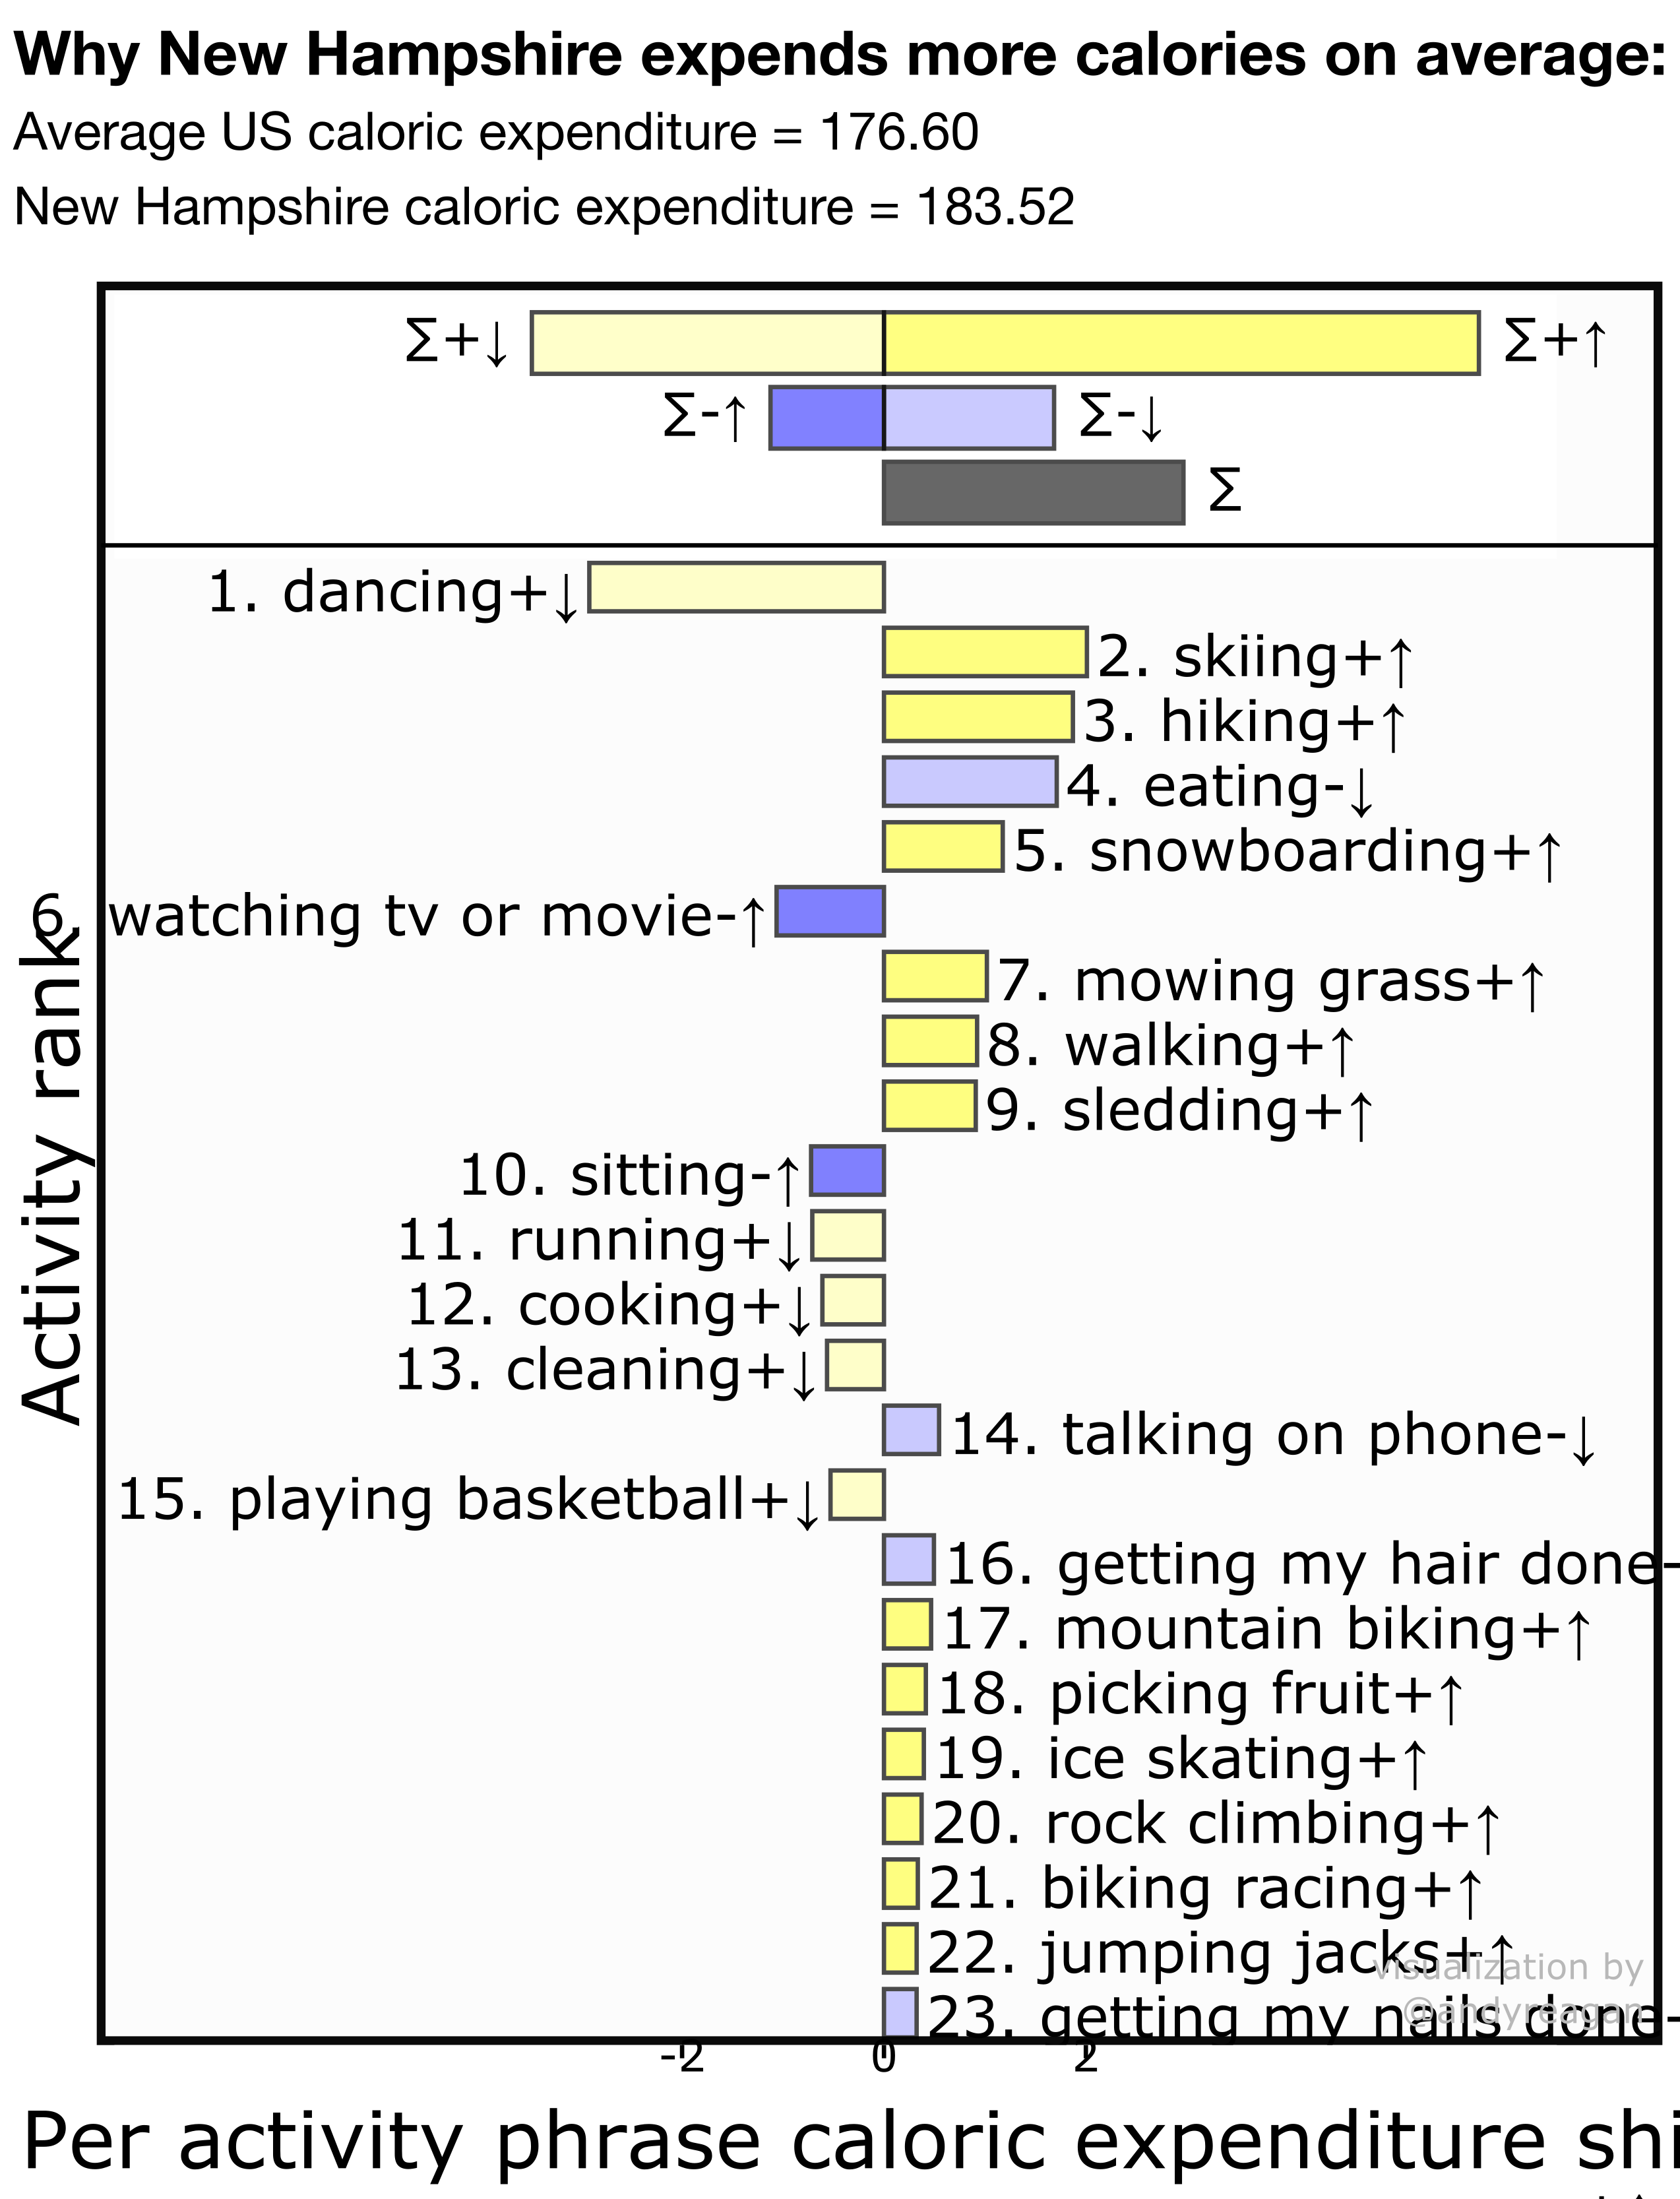 Why New Hampshire expends more calories on average:
Average US caloric expenditure = 176.60
New Hampshire caloric expenditure = 183.52
∑+↓ ∑+↑
∑-↑ ∑-↓
∑
1. dancing+↓
2. skiing+↑
3. hiking+↑
4. eating-↓
5. snowboarding+↑
6. watching tv or movie-↑
7. mowing grass+↑
8. walking+↑
9. sledding+↑
10. sitting-↑
11. running+↓
12. cooking+↓
13. cleaning+↓
14. talking on phone-↓
15. playing basketball+↓
16. getting my hair done-
17. mountain biking+↑
18. picking fruit+↑
19. ice skating+↑
20. rock climbing+↑
21. biking racing+↑
22. jumping jacks+↑
23. getting my nails done-
visualization by
@andyreagan
Activity rank
-2 0 2
Per activity phrase caloric expenditure shi